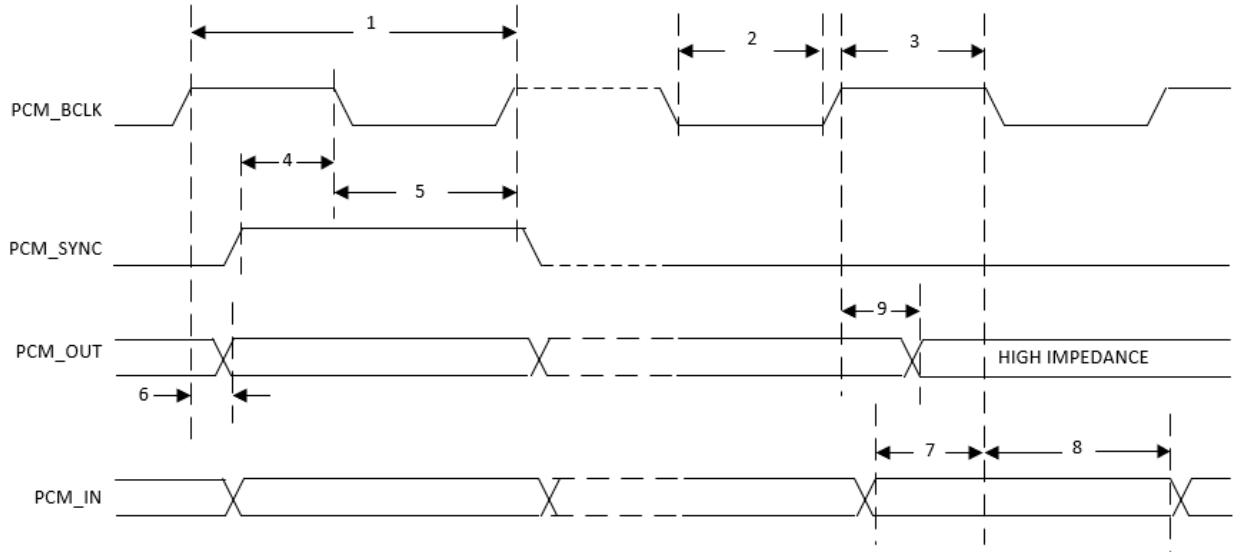 1
2
3
PCM_BCLK
4
5
PCM_SYNC
9
PCM_OUT
HIGH IMPEDANCE
6
7
8
PCM_IN